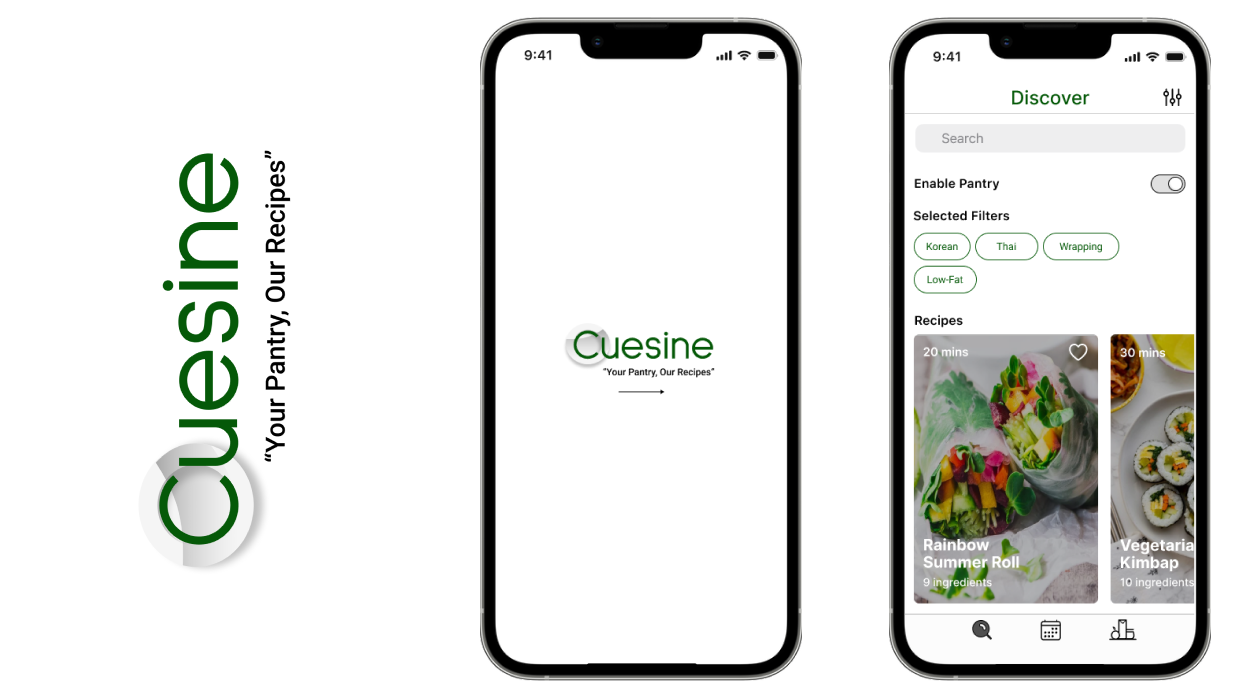 Cuesine
“Your Pantry, Our Recipes”
9:41
Cuesine
“Your Pantry, Our Recipes”
9:41
Discover
Search
Enable Pantry
Selected Filters
Korean
Thai
Wrapping
Low-Fat
Recipes
20 mins
Rainbow
Summer Roll
9 ingredients
30 mins
Vegetaria
Kimbap
10 ingredients